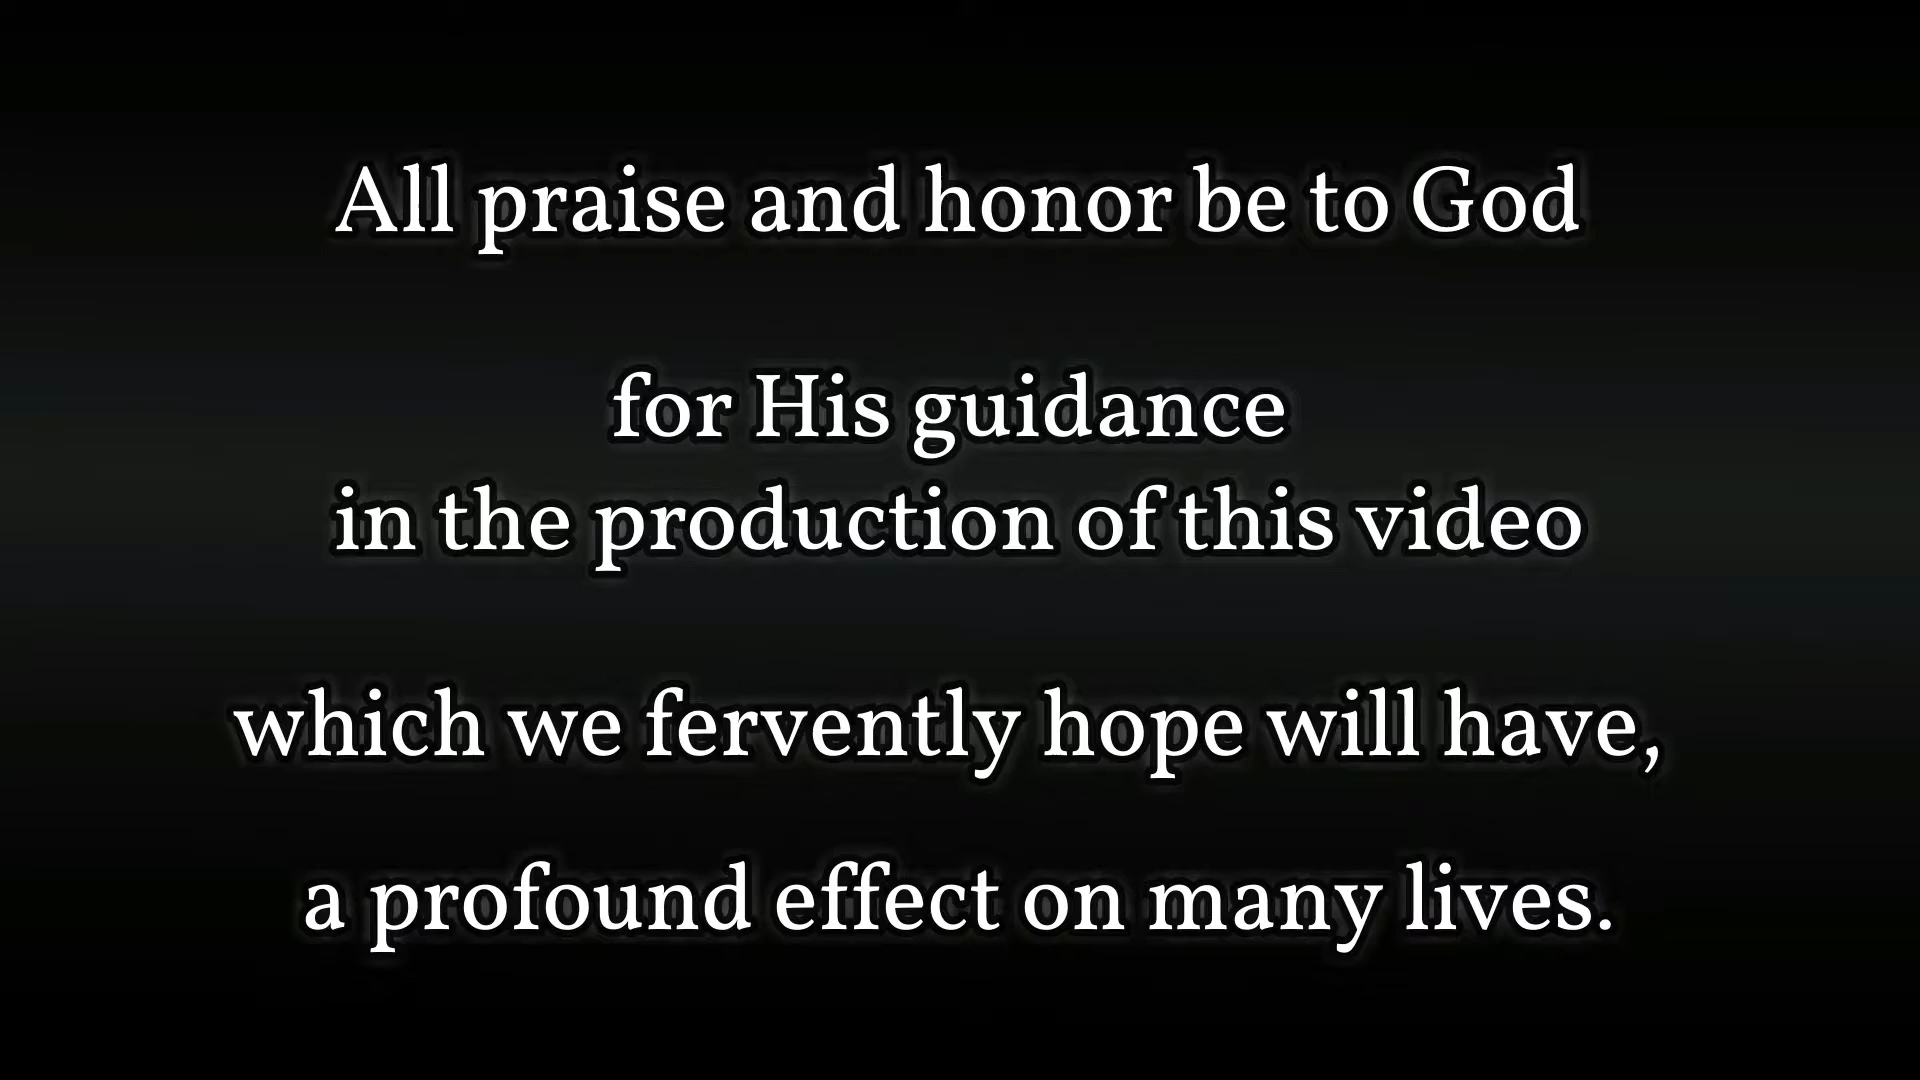 All praise and honor be to God
for His guidance
in the production of this video
which we fervently hope will have,
a profound effect on many lives.